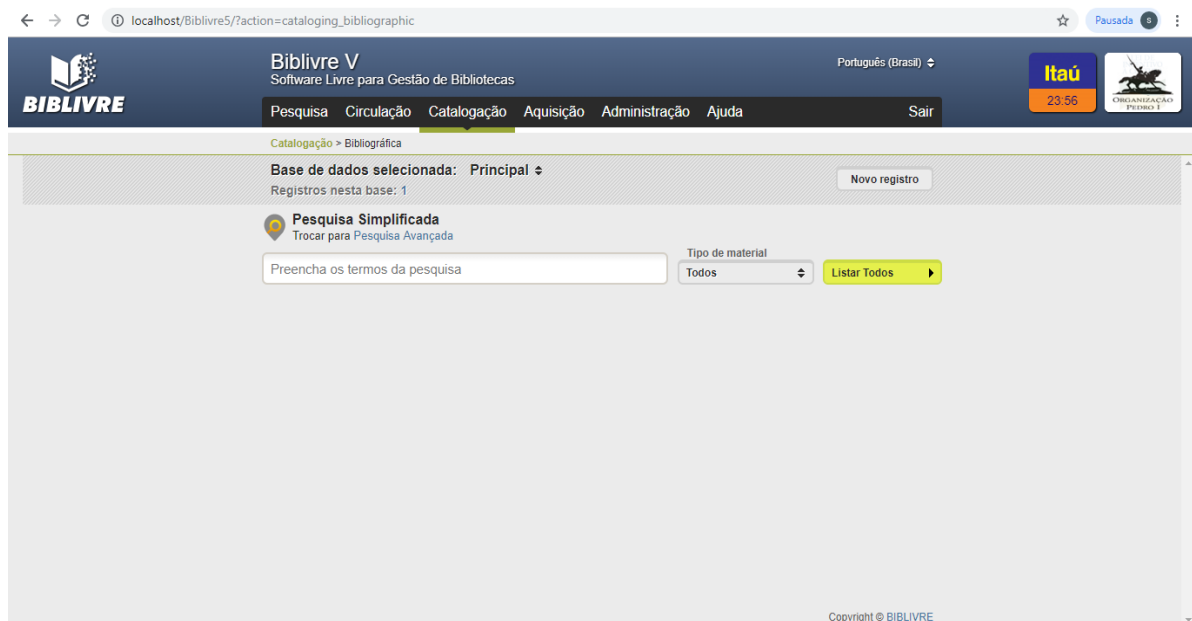 localhost/Biblivre5/?action=cataloging_bibliographic
Pausada
s
BIBLIVRE
Biblivre V
Software Livre para Gestão de Bibliotecas
Português (Brasil)
Itaú
23:56
ORGANIZAÇÃO
PEDRO I
Pesquisa Circulação Catalogação Aquisição Administração Ajuda Sair
Catalogação > Bibliográfica
Base de dados selecionada: Principal
Registros nesta base: 1
Novo registro
Pesquisa Simplificada
Trocar para Pesquisa Avançada
Preencha os termos da pesquisa
Tipo de material
Todos
Listar Todos
Copyright © BIBLIVRE